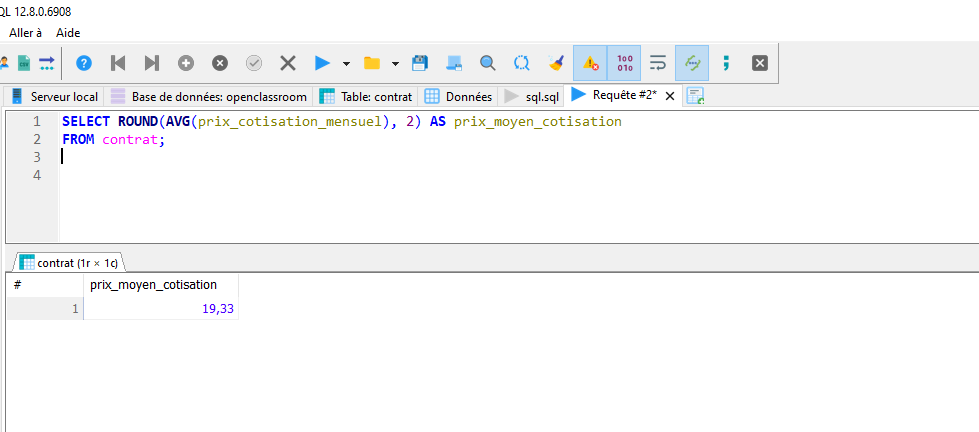 QL 12.8.0.6908
Aller à Aide
Serveur local Base de données: openclassroom Table: contrat Données sql.sql Requête #2*
1 SELECT ROUND(AVG(prix_cotisation_mensuel), 2) AS prix_moyen_cotisation
2 FROM contrat;
3
4
contrat (1r × 1c)
# prix_moyen_cotisation
1 19,33